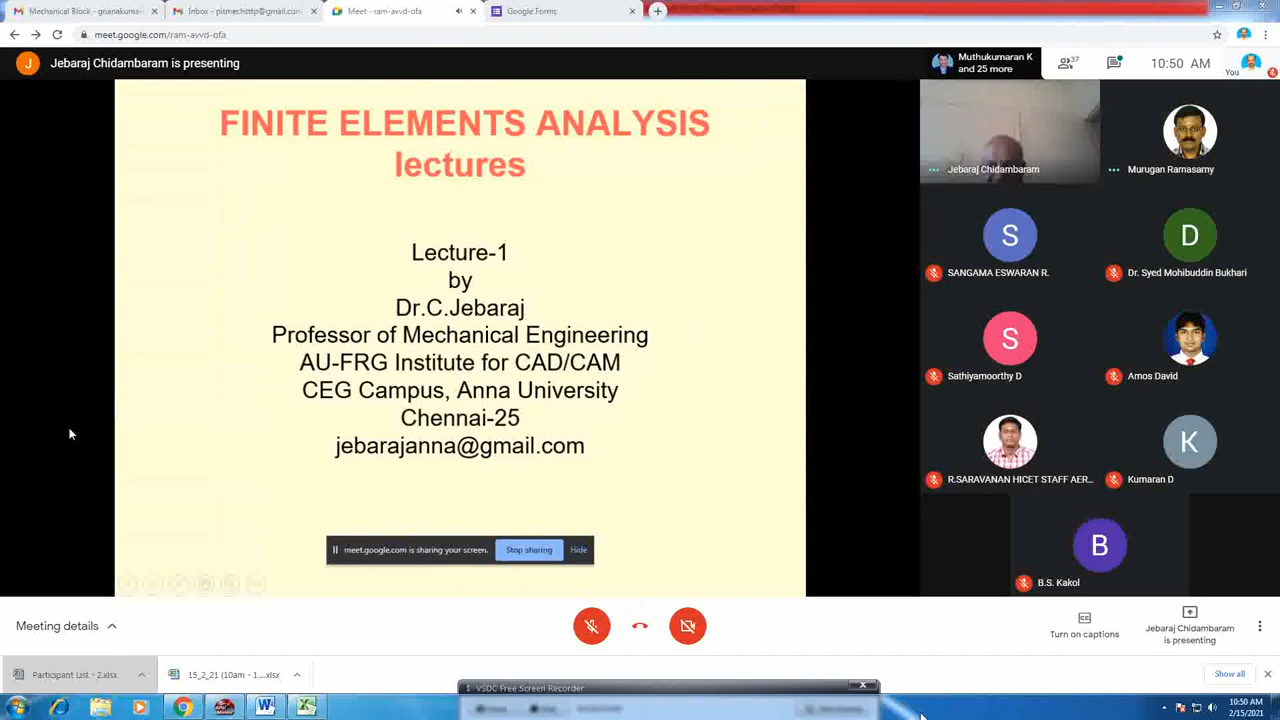 Mechanical Block - gnanakuma
Inbox - pitmechsttp@gmail.con
Meet - ram-avvd-ofa
Google Forms
meet.google.com/ram-avvd-ofa
J
Jebaraj Chidambaram is presenting
Muthukumaran K
and 25 more
37
10:50 AM
You
FINITE ELEMENTS ANALYSIS
lectures
Lecture-1
by
Dr.C.Jebaraj
Professor of Mechanical Engineering
AU-FRG Institute for CAD/CAM
CEG Campus, Anna University
Chennai-25
jebarajanna@gmail.com
meet.google.com is sharing your screen.
Stop sharing
Hide
Jebaraj Chidambaram
Murugan Ramasamy
S
D
SANGAMA ESWARAN R.
Dr. Syed Mohibuddin Bukhari
S
Sathiyamoorthy D
Amos David
K
R.SARAVANAN HICET STAFF AER...
Kumaran D
B
B.S. Kakol
Meeting details
Turn on captions
Jebaraj Chidambaram
is presenting
Participant List - 2.xlsx
15_2_21 (10am - 1....xlsx
Show all
VSDC Free Screen Recorder
10:50 AM
2/15/2021